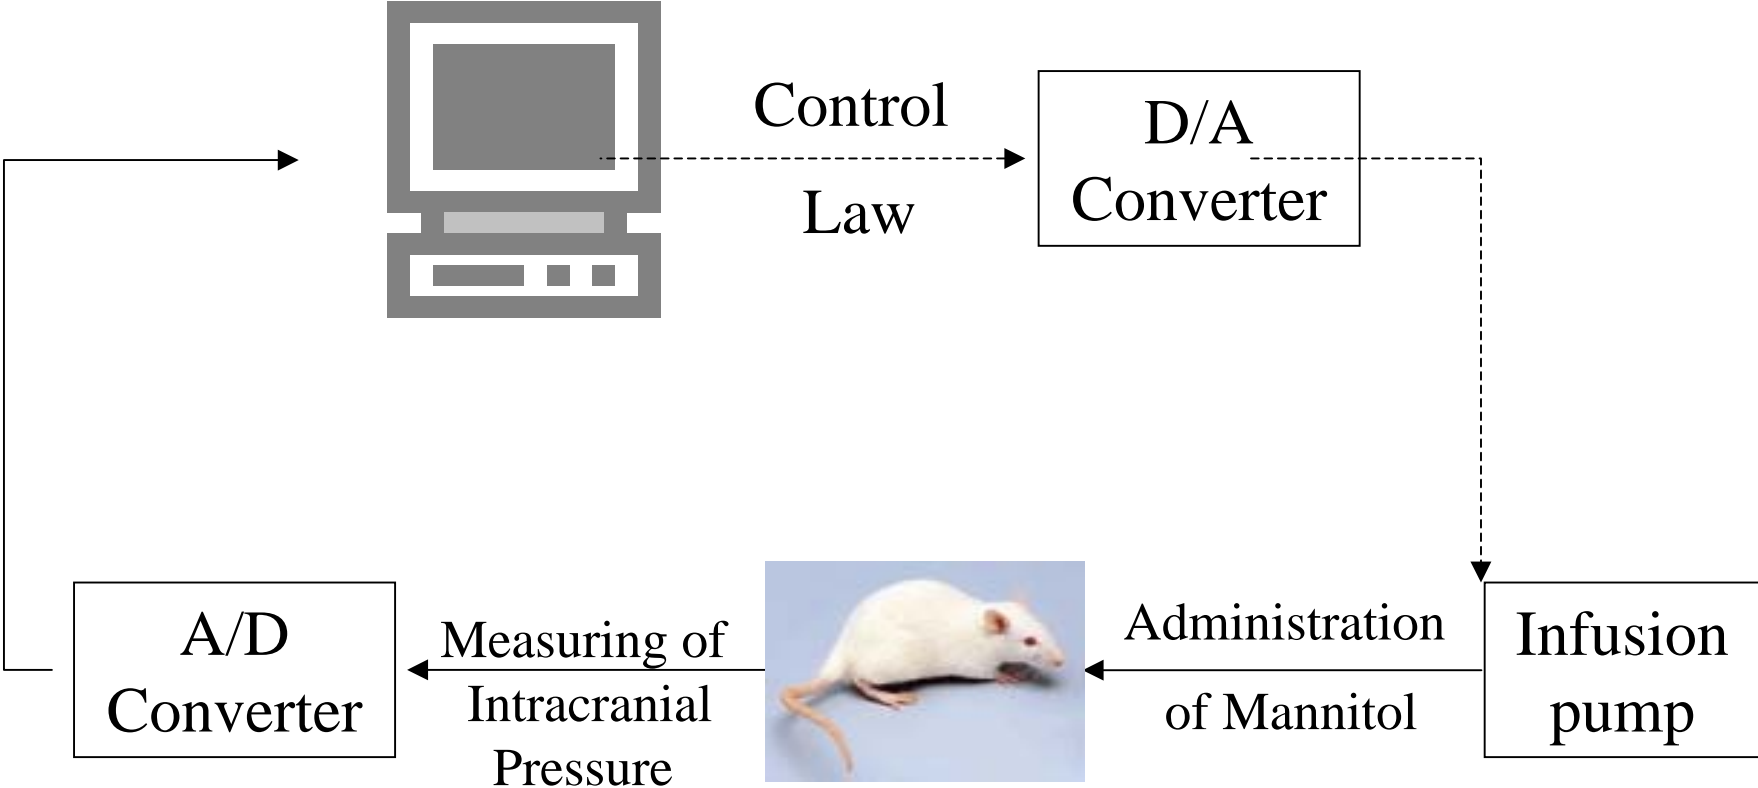 Control
Law
D/A
Converter
A/D
Converter
Measuring of
Intracranial
Pressure
Administration
of Mannitol
Infusion
pump